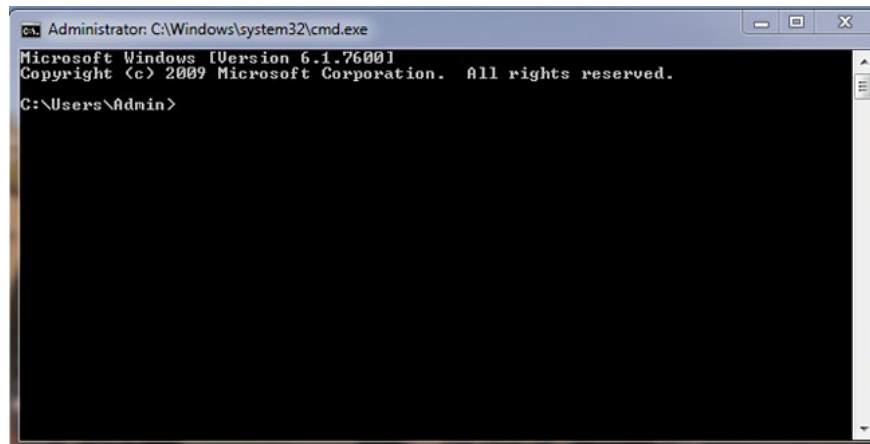 Administrator: C:\Windows\system32\cmd.exe
Microsoft Windows [Version 6.1.7600]
Copyright (c) 2009 Microsoft Corporation.  All rights reserved.
C:\Users\Admin>